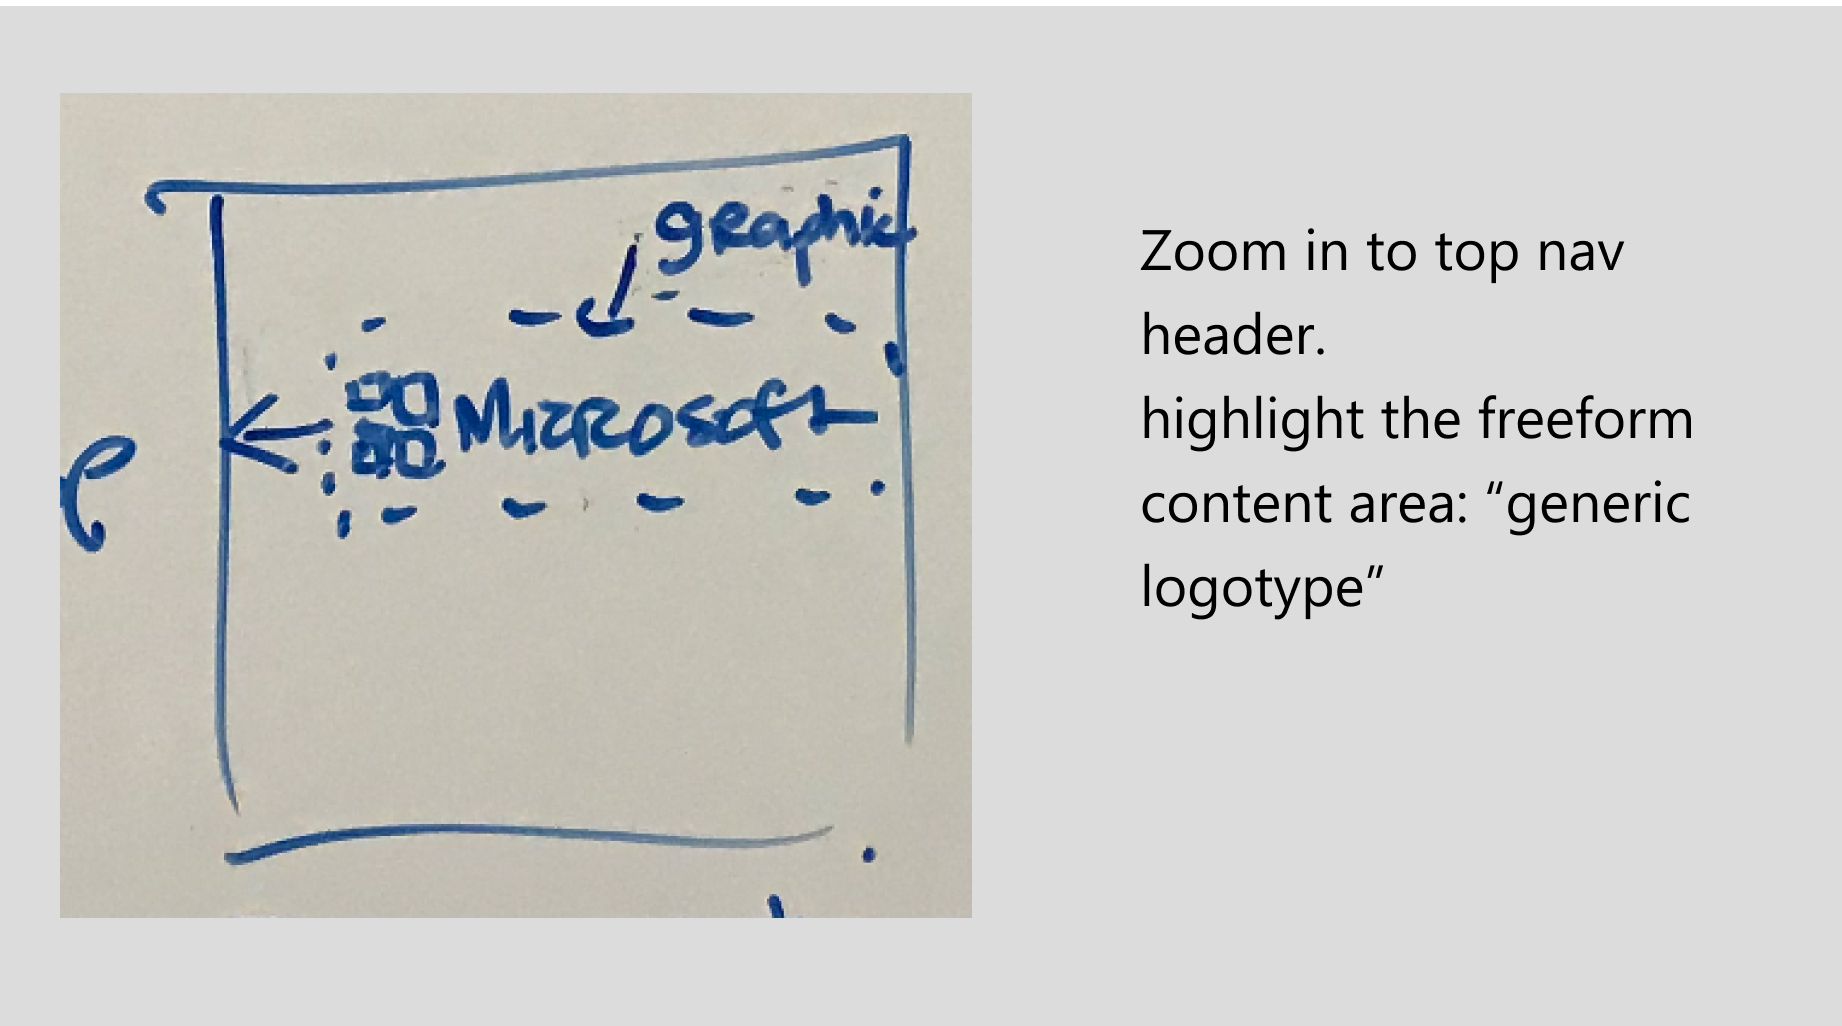 graphic
Microsoft
Zoom in to top nav
header.
highlight the freeform
content area: “generic
logotype”